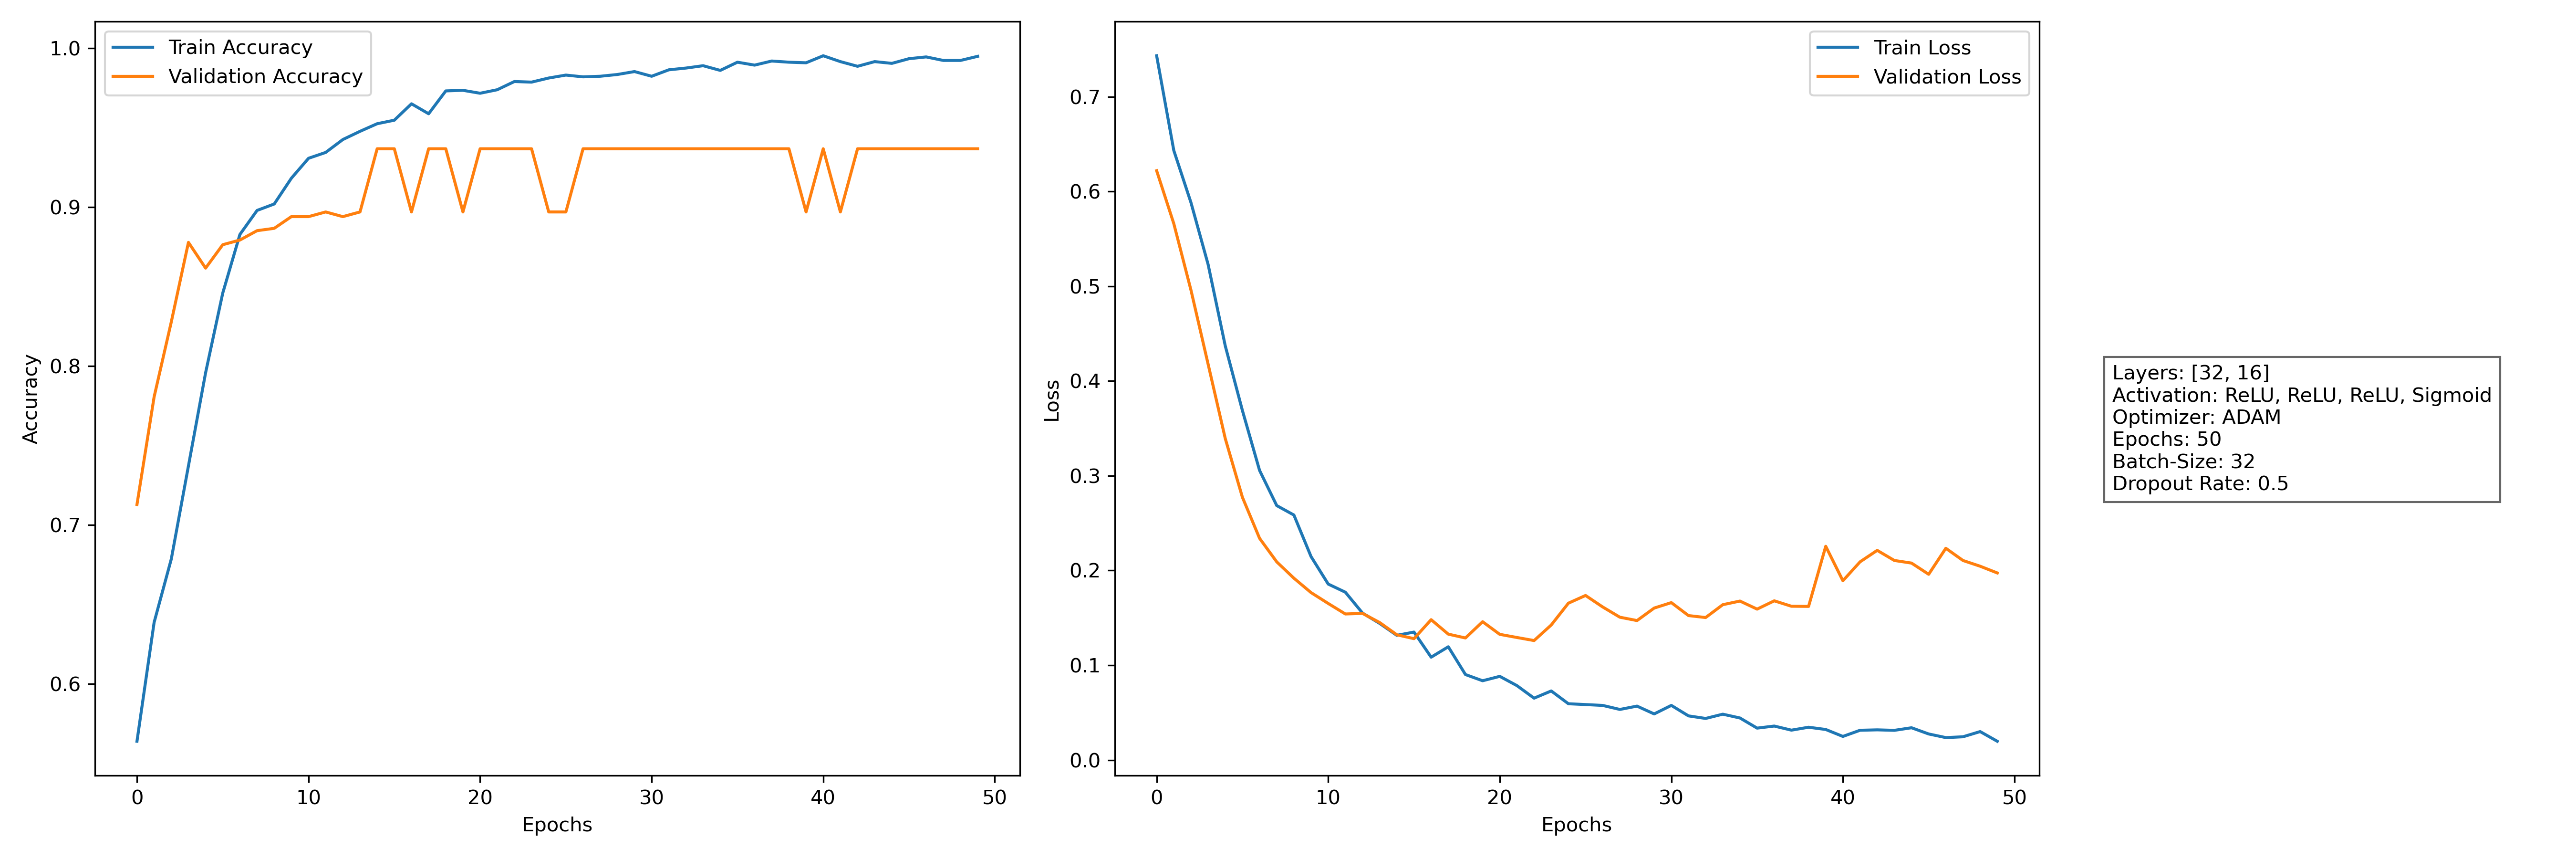 Train Accuracy
Validation Accuracy
1.0
0.9
0.8
0.7
0.6
Accuracy
0
10
20
30
40
50
Epochs
Train Loss
Validation Loss
0.7
0.6
0.5
0.4
0.3
0.2
0.1
0.0
Loss
0
10
20
30
40
50
Epochs
Layers: [32, 16]
Activation: ReLU, ReLU, ReLU, Sigmoid
Optimizer: ADAM
Epochs: 50
Batch-Size: 32
Dropout Rate: 0.5